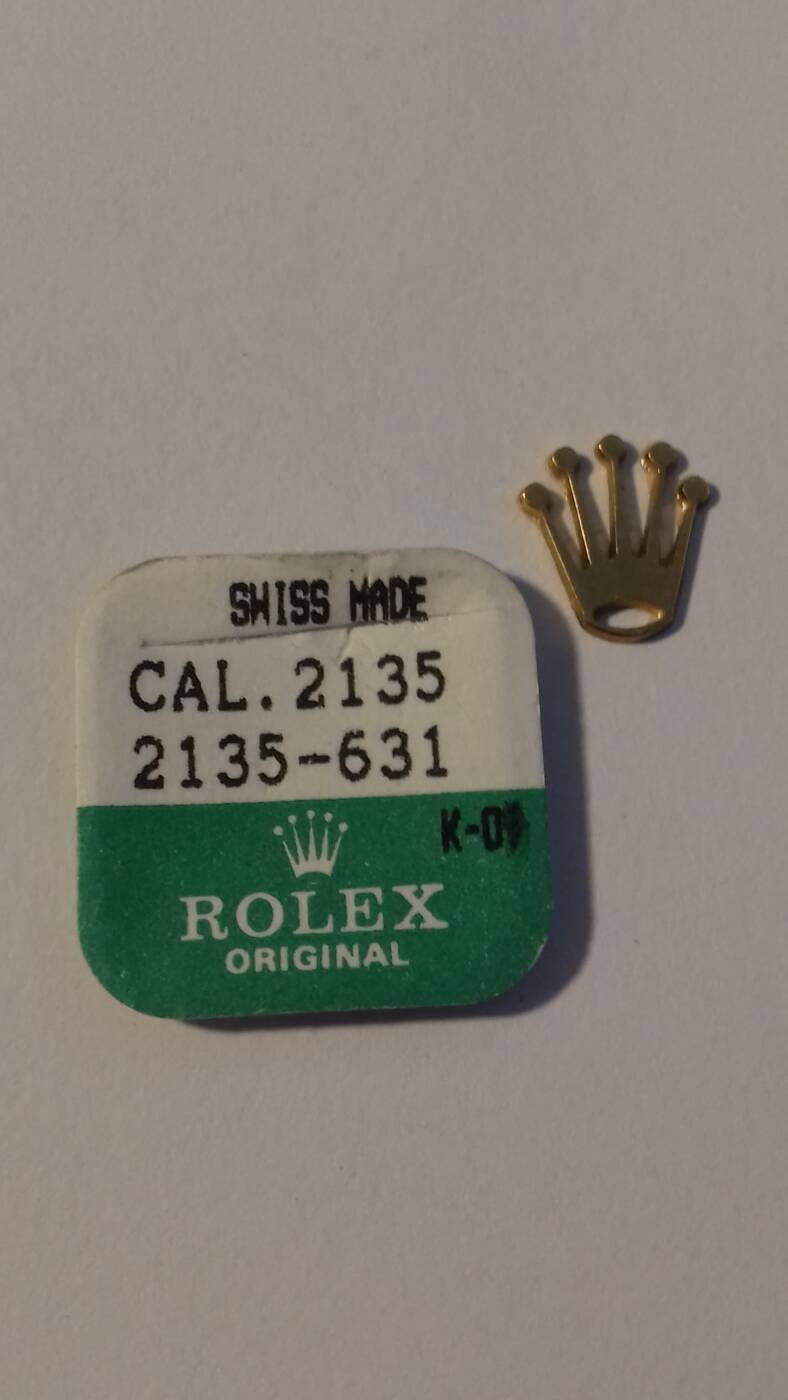 SWISS MADE
CAL. 2135
2135-631
ROLEX
ORIGINAL